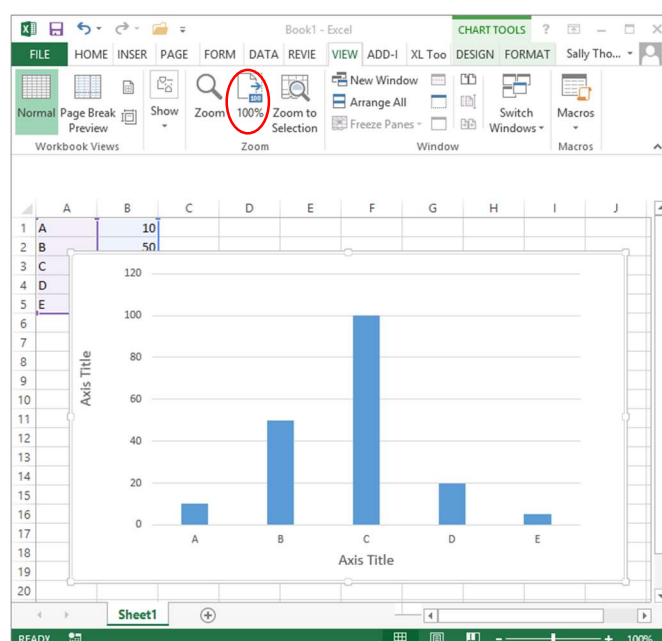 Book1 - Excel
CHART TOOLS
?
FILE HOME INSER PAGE FORM DATA REVIE VIEW ADD-I XL Too DESIGN FORMAT Sally Tho...
Normal Page Break Preview
Show
Zoom 100% Zoom to Selection
New Window
Arrange All
Freeze Panes
Switch Windows
Macros
Workbook Views Zoom Window Macros
A B C D E F G H I J
1 A 10
2 B 50
3 C
4 D
5 E
6
7
8
9
10
11
12
13
14
15
16
17
18
19
20
120
100
80
60
40
20
0
Axis Title
A B C D E
Axis Title
Sheet1
READY 100%